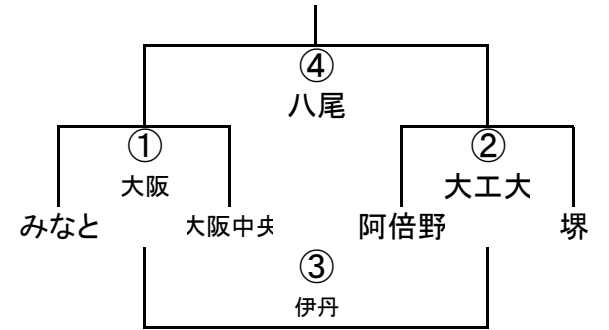 ④
八尾
① ②
大阪 大工大
みなと 大阪中央 阿倍野 堺
③
伊丹